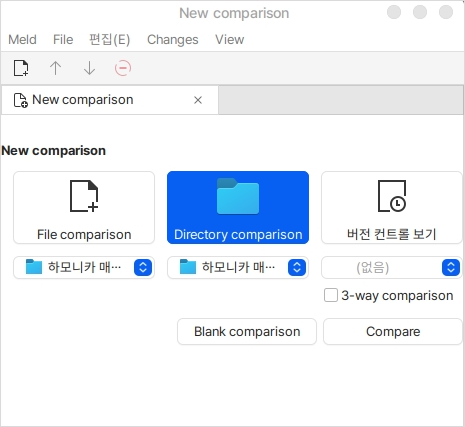 New comparison
Meld File 편집(E) Changes View
New comparison ×
New comparison
File comparison Directory comparison 버전 컨트롤 보기
하모니카 매… 하모니카 매… (없음)
3-way comparison
Blank comparison Compare